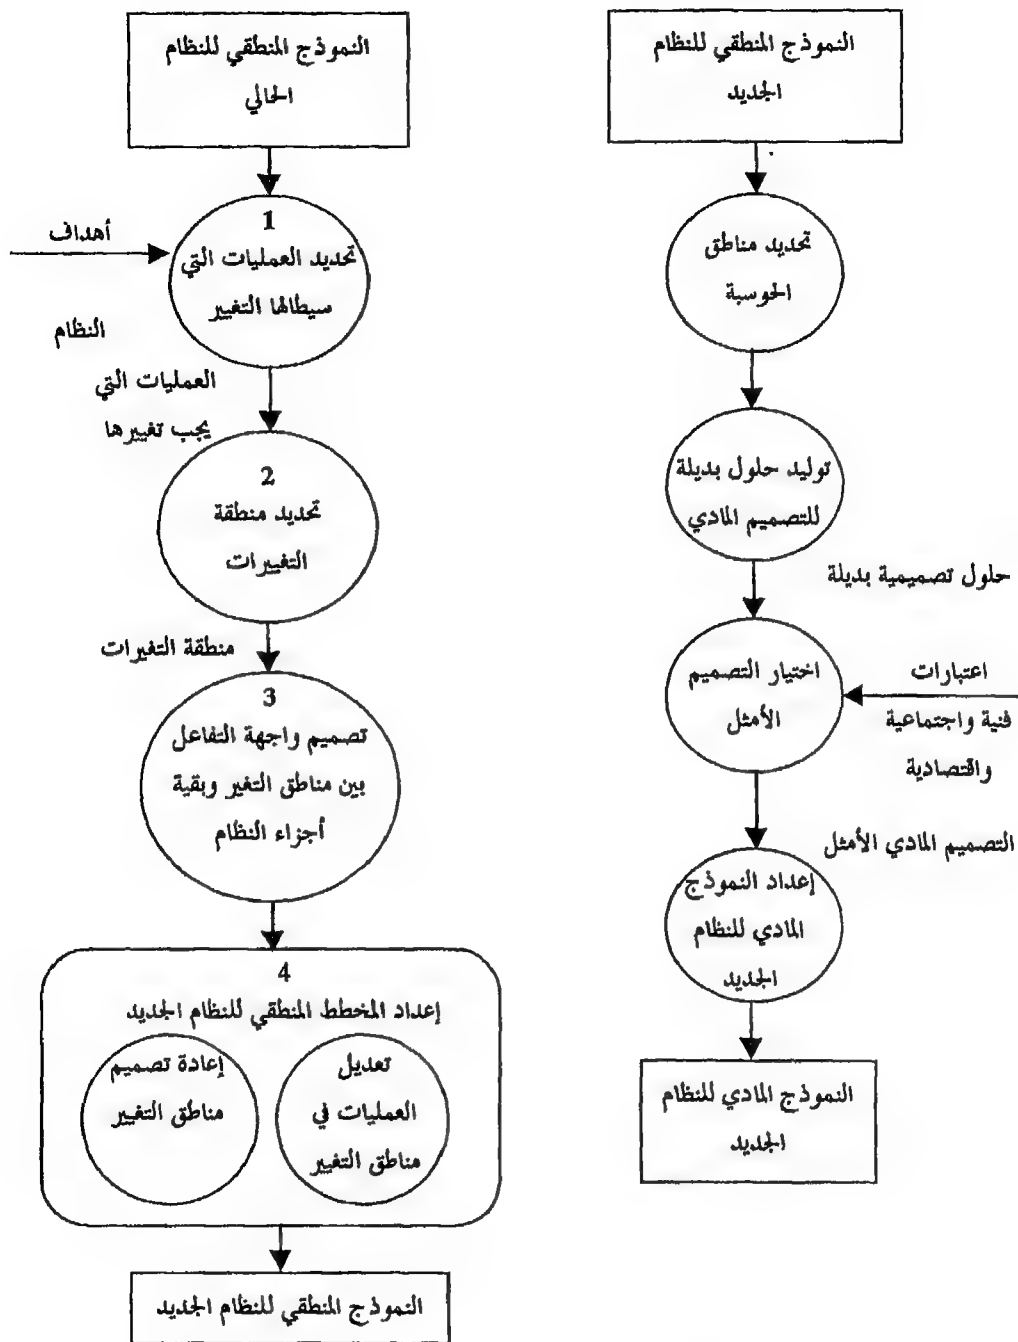 النموذج المنطقي للنظام
الحالي
أهداف
النظام
1
تحديد العمليات التي
سيطالها التغيير
العمليات التي
يجب تغييرها
2
تحديد منطقة
التغييرات
منطقة التغيرات
3
تصميم واجهة التفاعل
بين مناطق التغير وبقية
أجزاء النظام
4
إعداد المخطط المنطقي للنظام الجديد
تعديل
العمليات في
مناطق التغيير
إعادة تصميم
مناطق التغيير
النموذج المنطقي للنظام الجديد
النموذج المنطقي للنظام
الجديد
تحديد مناطق
الحوسبة
توليد حلول بديلة
للتصميم المادي
حلول تصميمية بديلة
اختيار التصميم
الأمثل
اعتبارات
فنية واجتماعية
واقتصادية
التصميم المادي الأمثل
إعداد النموذج
المادي للنظام
الجديد
النموذج المادي للنظام
الجديد